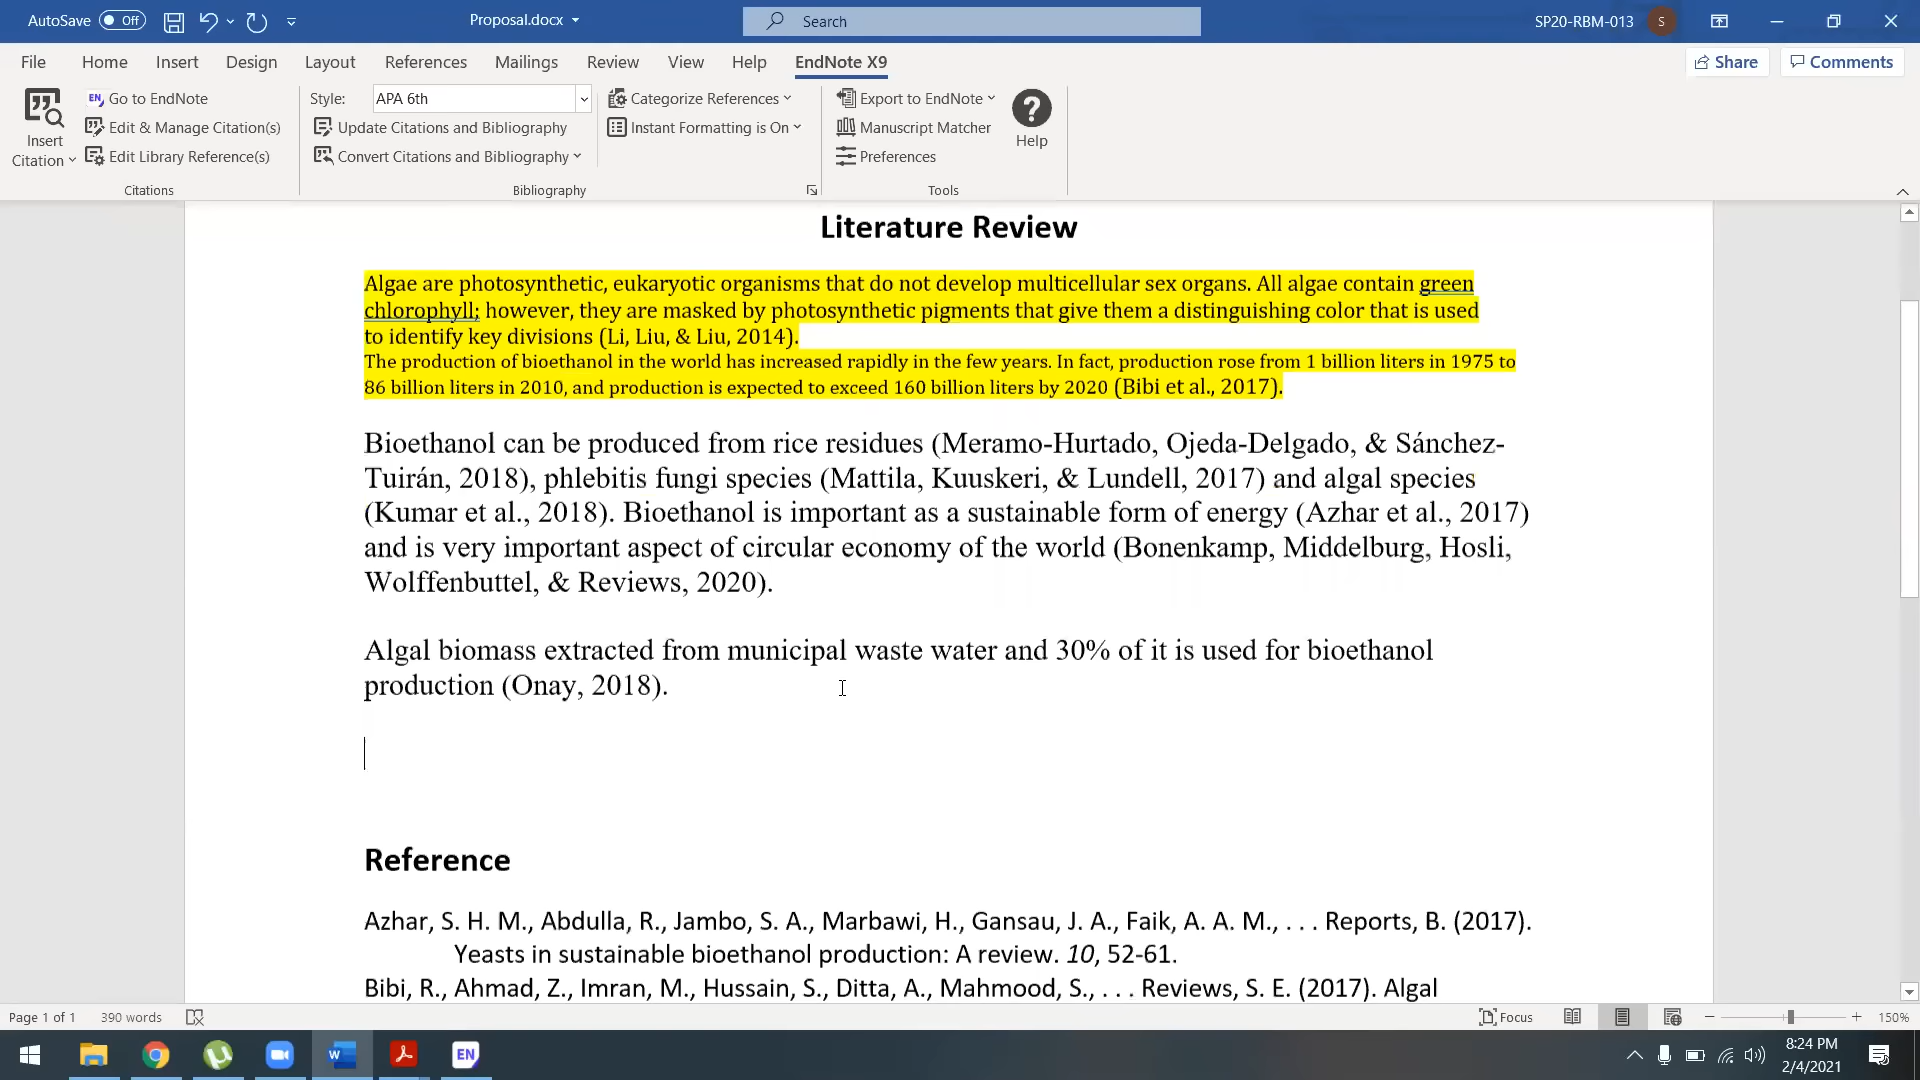 AutoSave Off Proposal.docx Search SP20-RBM-013 S
File Home Insert Design Layout References Mailings Review View Help EndNote X9 Share Comments
EN Go to EndNote Style: APA 6th Categorize References Export to EndNote
Insert Citation Edit & Manage Citation(s) Update Citations and Bibliography Instant Formatting is On Manuscript Matcher Help
Edit Library Reference(s) Convert Citations and Bibliography Preferences
Citations Bibliography Tools
Literature Review
Algae are photosynthetic, eukaryotic organisms that do not develop multicellular sex organs. All algae contain green
chlorophyll; however, they are masked by photosynthetic pigments that give them a distinguishing color that is used
to identify key divisions (Li, Liu, & Liu, 2014).
The production of bioethanol in the world has increased rapidly in the few years. In fact, production rose from 1 billion liters in 1975 to
86 billion liters in 2010, and production is expected to exceed 160 billion liters by 2020 (Bibi et al., 2017).
Bioethanol can be produced from rice residues (Meramo-Hurtado, Ojeda-Delgado, & Sánchez-
Tuirán, 2018), phlebitis fungi species (Mattila, Kuuskeri, & Lundell, 2017) and algal species
(Kumar et al., 2018). Bioethanol is important as a sustainable form of energy (Azhar et al., 2017)
and is very important aspect of circular economy of the world (Bonenkamp, Middelburg, Hosli,
Wolffenbuttel, & Reviews, 2020).
Algal biomass extracted from municipal waste water and 30% of it is used for bioethanol
production (Onay, 2018).
Reference
Azhar, S. H. M., Abdulla, R., Jambo, S. A., Marbawi, H., Gansau, J. A., Faik, A. A. M., . . . Reports, B. (2017).
Yeasts in sustainable bioethanol production: A review. 10, 52-61.
Bibi, R., Ahmad, Z., Imran, M., Hussain, S., Ditta, A., Mahmood, S., . . . Reviews, S. E. (2017). Algal
Page 1 of 1 390 words Focus 150%
EN 8:24 PM
2/4/2021